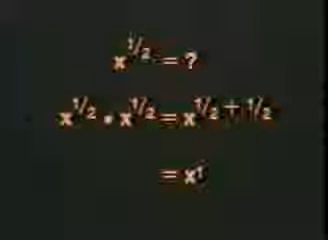 x^1/2 = ?
x^1/2 • x^1/2 = x^1/2 + 1/2
= x^1